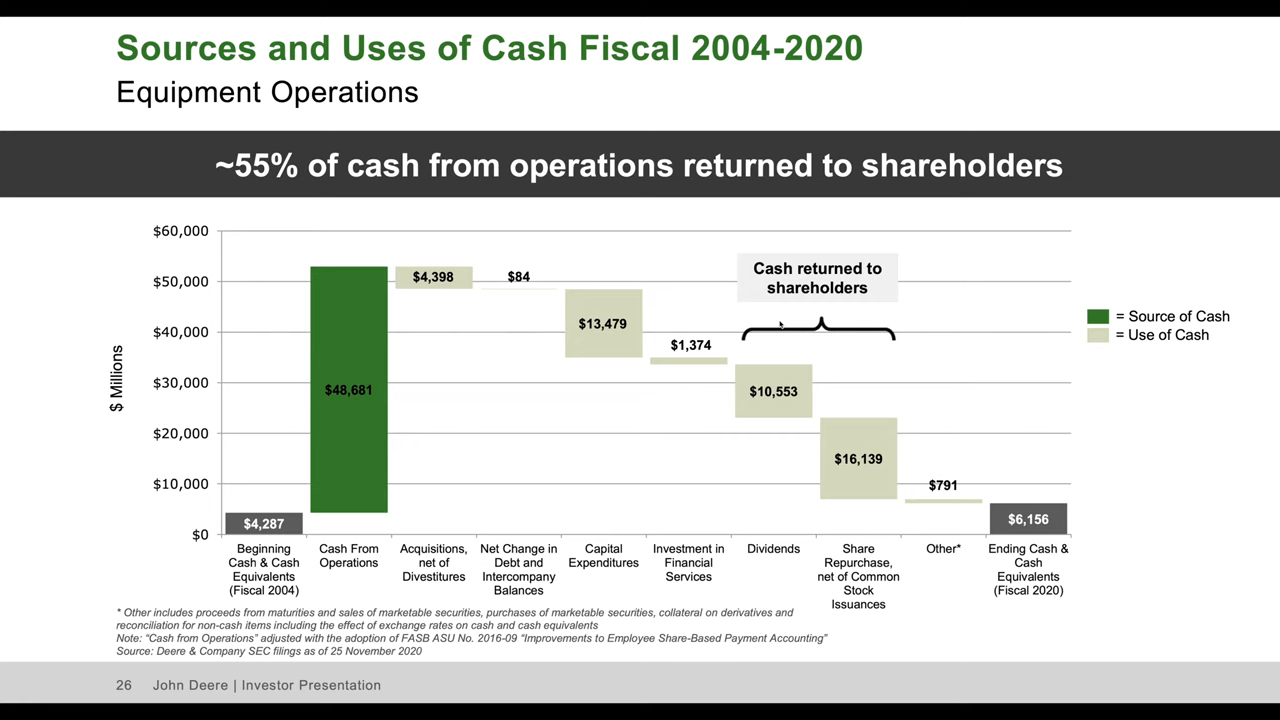 Sources and Uses of Cash Fiscal 2004-2020
Equipment Operations
~55% of cash from operations returned to shareholders
$ Millions
$60,000
$50,000
$40,000
$30,000
$20,000
$10,000
$0
$4,287
$48,681
$4,398
$84
$13,479
$1,374
$10,553
$16,139
$791
$6,156
Cash returned to
shareholders
= Source of Cash
= Use of Cash
Beginning
Cash & Cash
Equivalents
(Fiscal 2004)
Cash From
Operations
Acquisitions,
net of
Divestitures
Net Change in
Debt and
Intercompany
Balances
Capital
Expenditures
Investment in
Financial
Services
Dividends
Share
Repurchase,
net of Common
Stock
Issuances
Other*
Ending Cash &
Cash
Equivalents
(Fiscal 2020)
* Other includes proceeds from maturities and sales of marketable securities, purchases of marketable securities, collateral on derivatives and
reconciliation for non-cash items including the effect of exchange rates on cash and cash equivalents
Note: “Cash from Operations” adjusted with the adoption of FASB ASU No. 2016-09 “Improvements to Employee Share-Based Payment Accounting”
Source: Deere & Company SEC filings as of 25 November 2020
26 John Deere | Investor Presentation